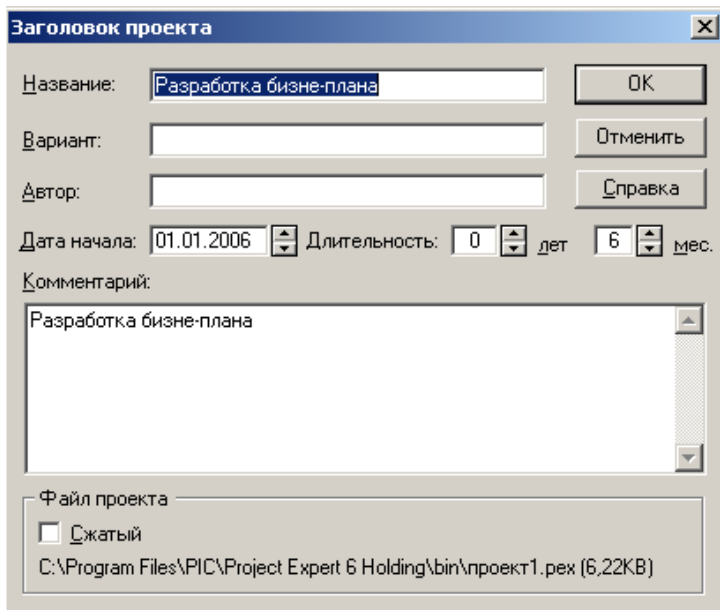 Заголовок проекта
Название: Разработка бизне-плана OK
Вариант: Отменить
Автор: Справка
Дата начала: 01.01.2006 Длительность: 0 лет 6 мес.
Комментарий:
Разработка бизне-плана
Файл проекта
Сжатый
C:\Program Files\PIC\Project Expert 6 Holding\bin\проект1.pex (6,22KB)